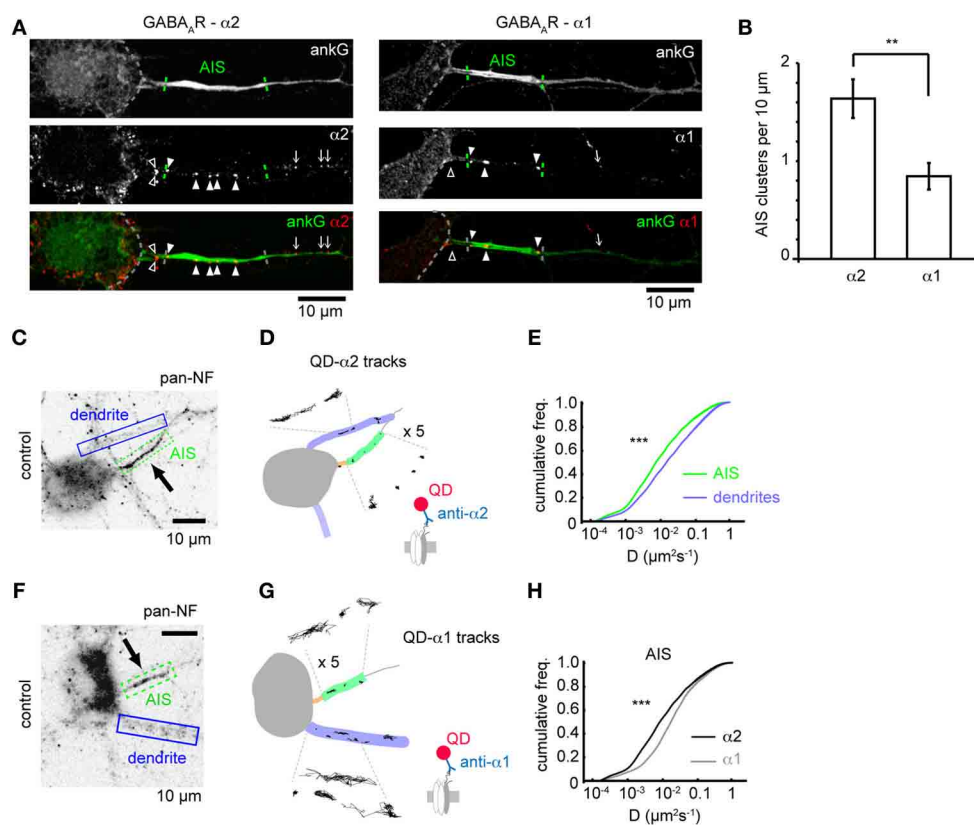 A
GABA_AR - α2
GABA_AR - α1
B
ankG
AIS
ankG
AIS
α2
α1
ankG α2
ankG α1
10 µm
10 µm
**
AIS clusters per 10 µm
2
1
0
α2
α1
C
pan-NF
control
dendrite
AIS
10 µm
D
QD-α2 tracks
x 5
QD
anti-α2
E
cumulative freq.
1.0
0.8
0.6
0.4
0.2
0
***
AIS
dendrites
10⁻⁴
10⁻³
10⁻²
0.1
1
D (µm²s⁻¹)
F
pan-NF
control
AIS
dendrite
10 µm
G
QD-α1 tracks
x 5
QD
anti-α1
H
AIS
cumulative freq.
1.0
0.8
0.6
0.4
0.2
0
***
α2
α1
10⁻⁴
10⁻³
10⁻²
0.1
1
D (µm²s⁻¹)